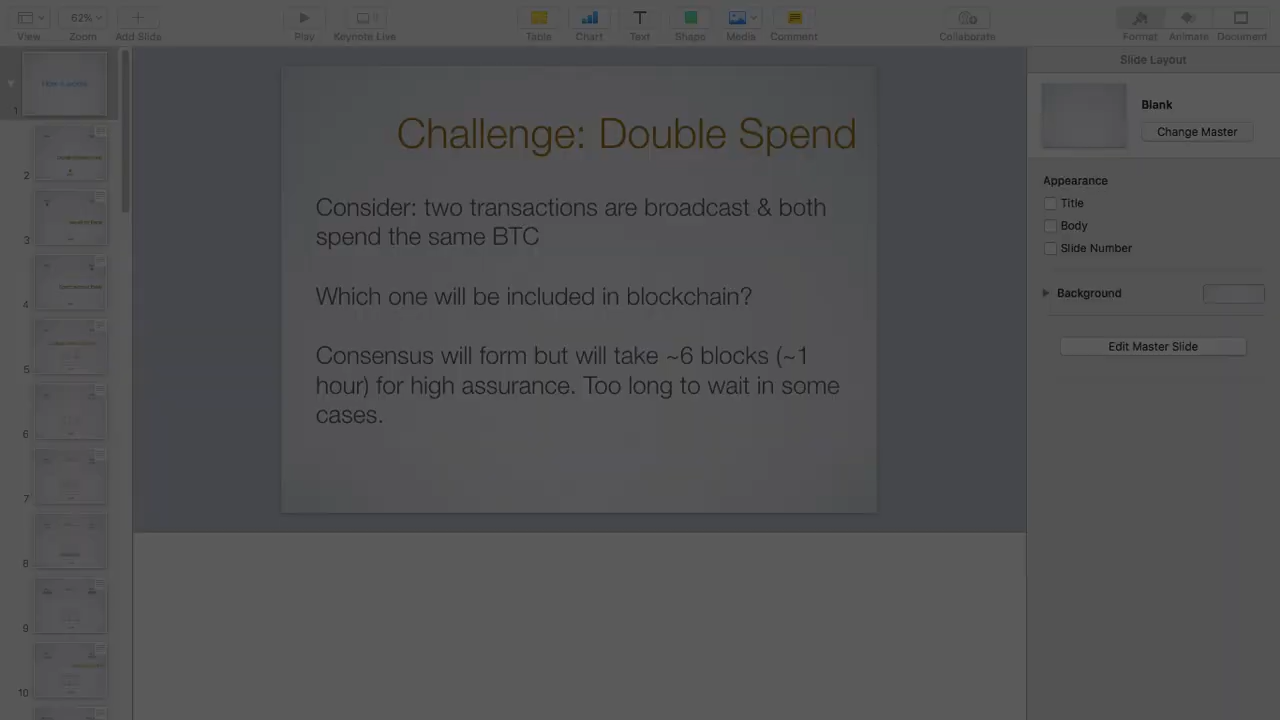 View
62%
Zoom
Add Slide
Play
Keynote Live
Table
Chart
Text
Shape
Media
Comment
Collaborate
Format
Animate
Document
1
2
3
4
5
6
7
8
9
10
Challenge: Double Spend
Consider: two transactions are broadcast & both
spend the same BTC
Which one will be included in blockchain?
Consensus will form but will take ~6 blocks (~1
hour) for high assurance. Too long to wait in some
cases.
Slide Layout
Blank
Change Master
Appearance
Title
Body
Slide Number
Background
Edit Master Slide